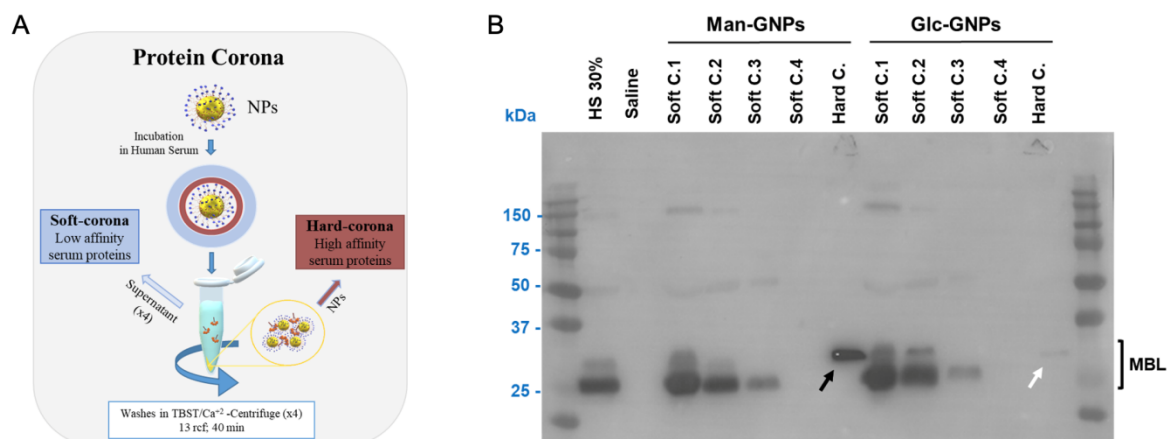 A
Protein Corona
NPs
Incubation
in Human Serum
Soft-corona
Low affinity
serum proteins
Hard-corona
High affinity
serum proteins
Supernatant
(x4)
NPs
Washes in TBST/Ca⁺² -Centrifuge (x4)
13 rcf; 40 min
B
Man-GNPs
Glc-GNPs
HS 30%
Saline
Soft C.1
Soft C.2
Soft C.3
Soft C.4
Hard C.
Soft C.1
Soft C.2
Soft C.3
Soft C.4
Hard C.
kDa
150 -
75 -
50 -
37 -
25 -
MBL